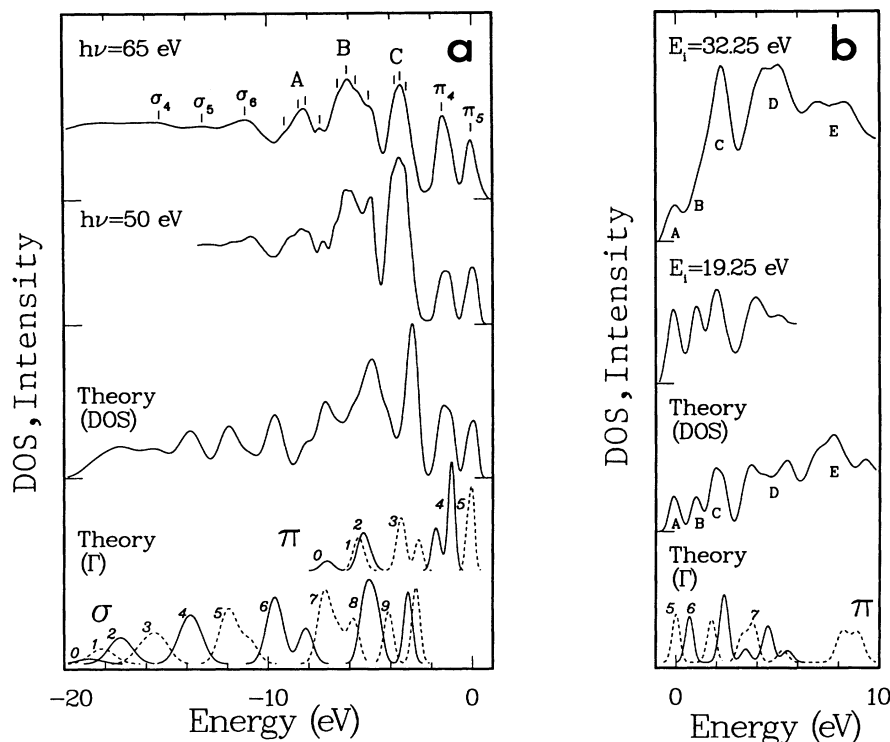 hν=65 eV
a
A
B
C
σ4
σ5
σ6
π4
π5
hν=50 eV
Theory
(DOS)
Theory
(Γ)
π
0
1
2
3
4
5
σ
0
1
2
3
4
5
6
7
8
9
DOS, Intensity
-20
-10
0
Energy (eV)
Ei=32.25 eV
b
A
B
C
D
E
Ei=19.25 eV
Theory
(DOS)
A
B
C
D
E
Theory
(Γ)
π
5
6
7
DOS, Intensity
0
10
Energy (eV)